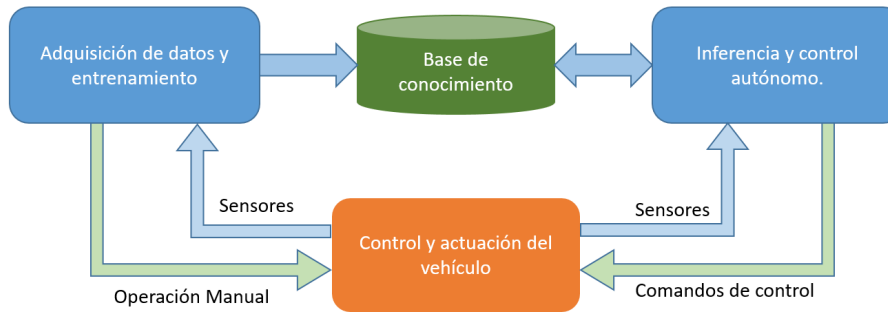 Adquisición de datos y
entrenamiento
Base de
conocimiento
Inferencia y control
autónomo.
Sensores
Sensores
Control y actuación del
vehículo
Operación Manual
Comandos de control